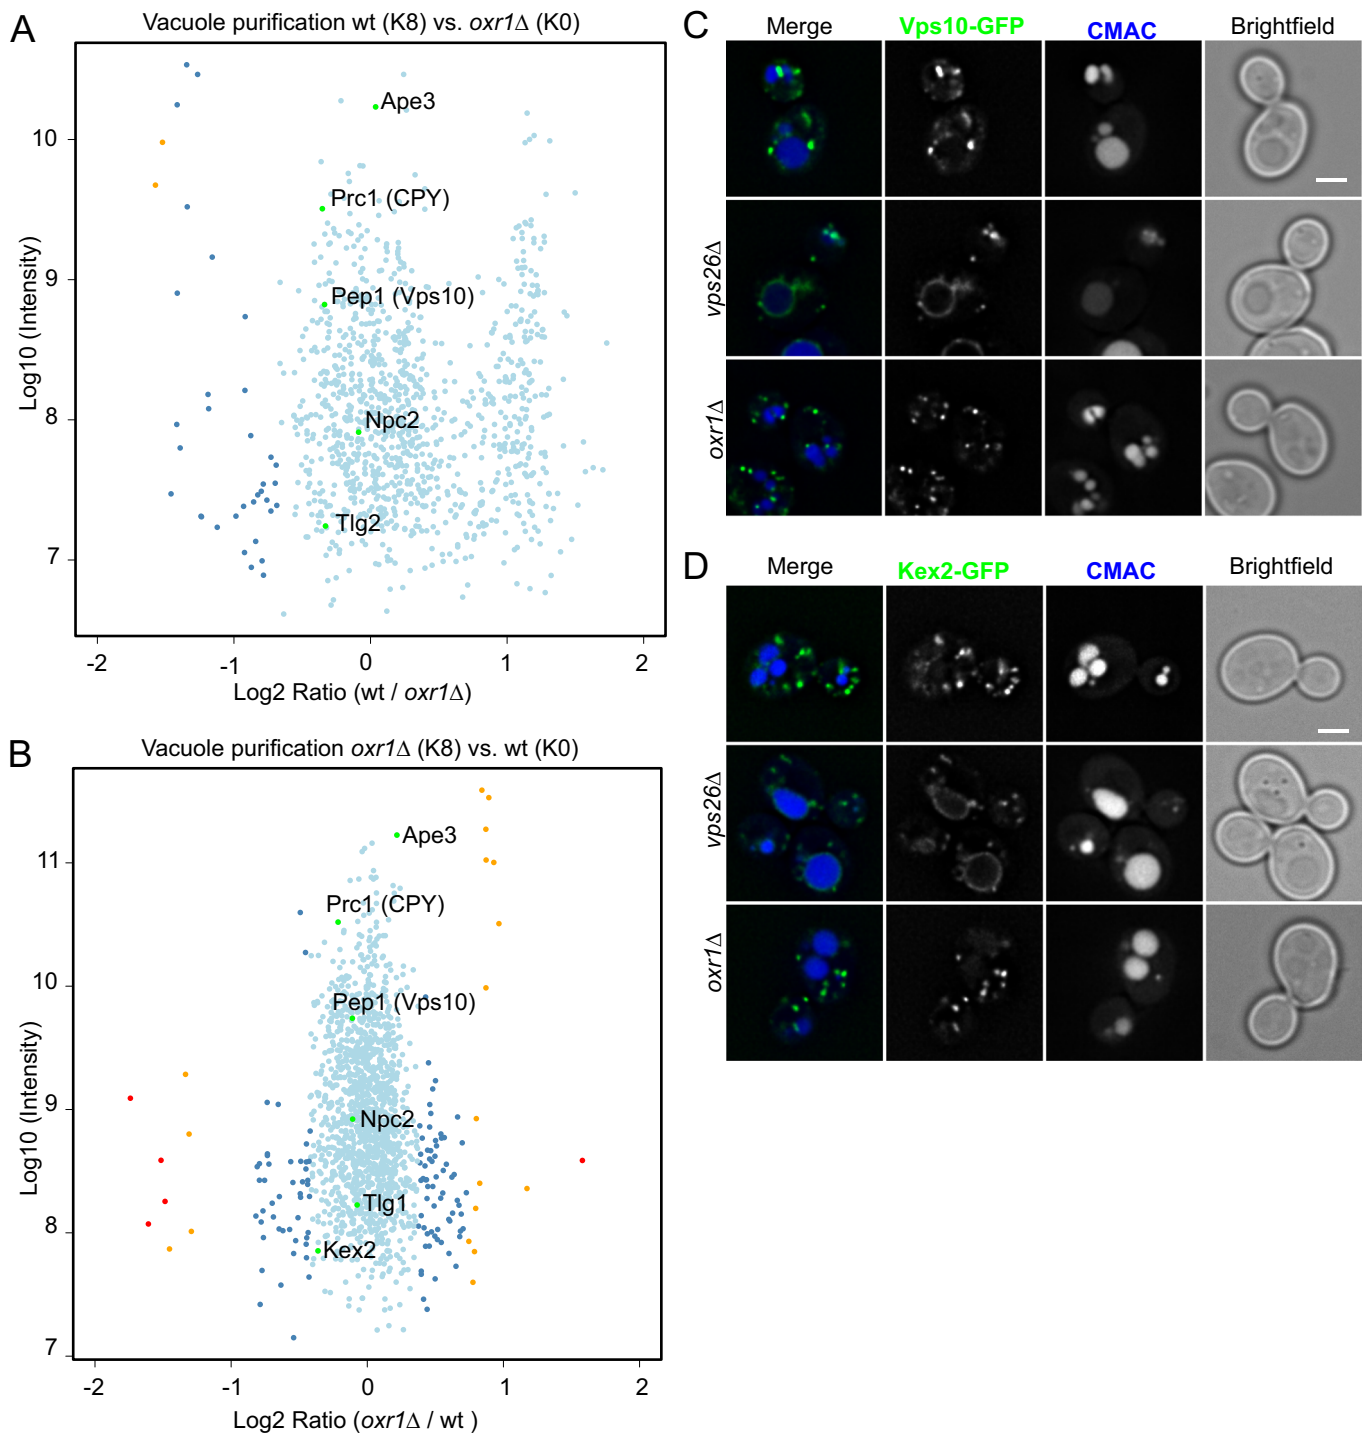 A
Vacuole purification wt (K8) vs. oxr1Δ (K0)
Log10 (Intensity)
10
9
8
7
Ape3
Prc1 (CPY)
Pep1 (Vps10)
Npc2
Tlg2
-2 -1 0 1 2
Log2 Ratio (wt / oxr1Δ)
B
Vacuole purification oxr1Δ (K8) vs. wt (K0)
Log10 (Intensity)
11
10
9
8
7
Ape3
Prc1 (CPY)
Pep1 (Vps10)
Npc2
Tlg1
Kex2
-2 -1 0 1 2
Log2 Ratio (oxr1Δ / wt )
C
Merge Vps10-GFP CMAC Brightfield
vps26Δ
oxr1Δ
D
Merge Kex2-GFP CMAC Brightfield
vps26Δ
oxr1Δ